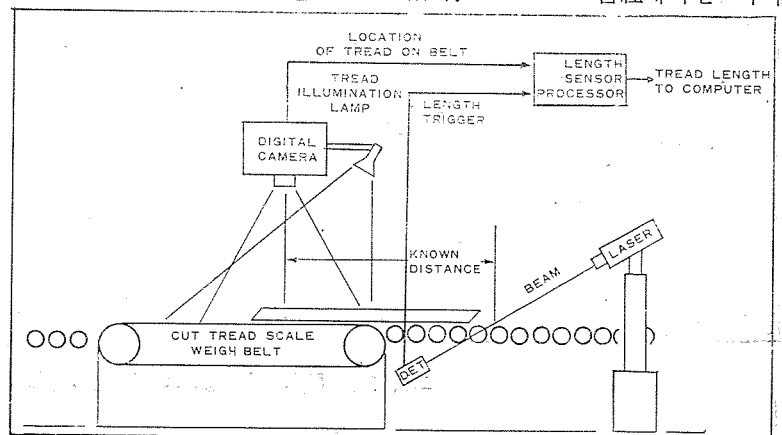 LOCATION
OF TREAD ON BELT
TREAD
ILLUMINATION
LAMP
LENGTH
TRIGGER
LENGTH
SENSOR
PROCESSOR
TREAD LENGTH
TO COMPUTER
DIGITAL
CAMERA
KNOWN
DISTANCE
BEAM
LASER
CUT TREAD SCALE
WEIGH BELT
DET